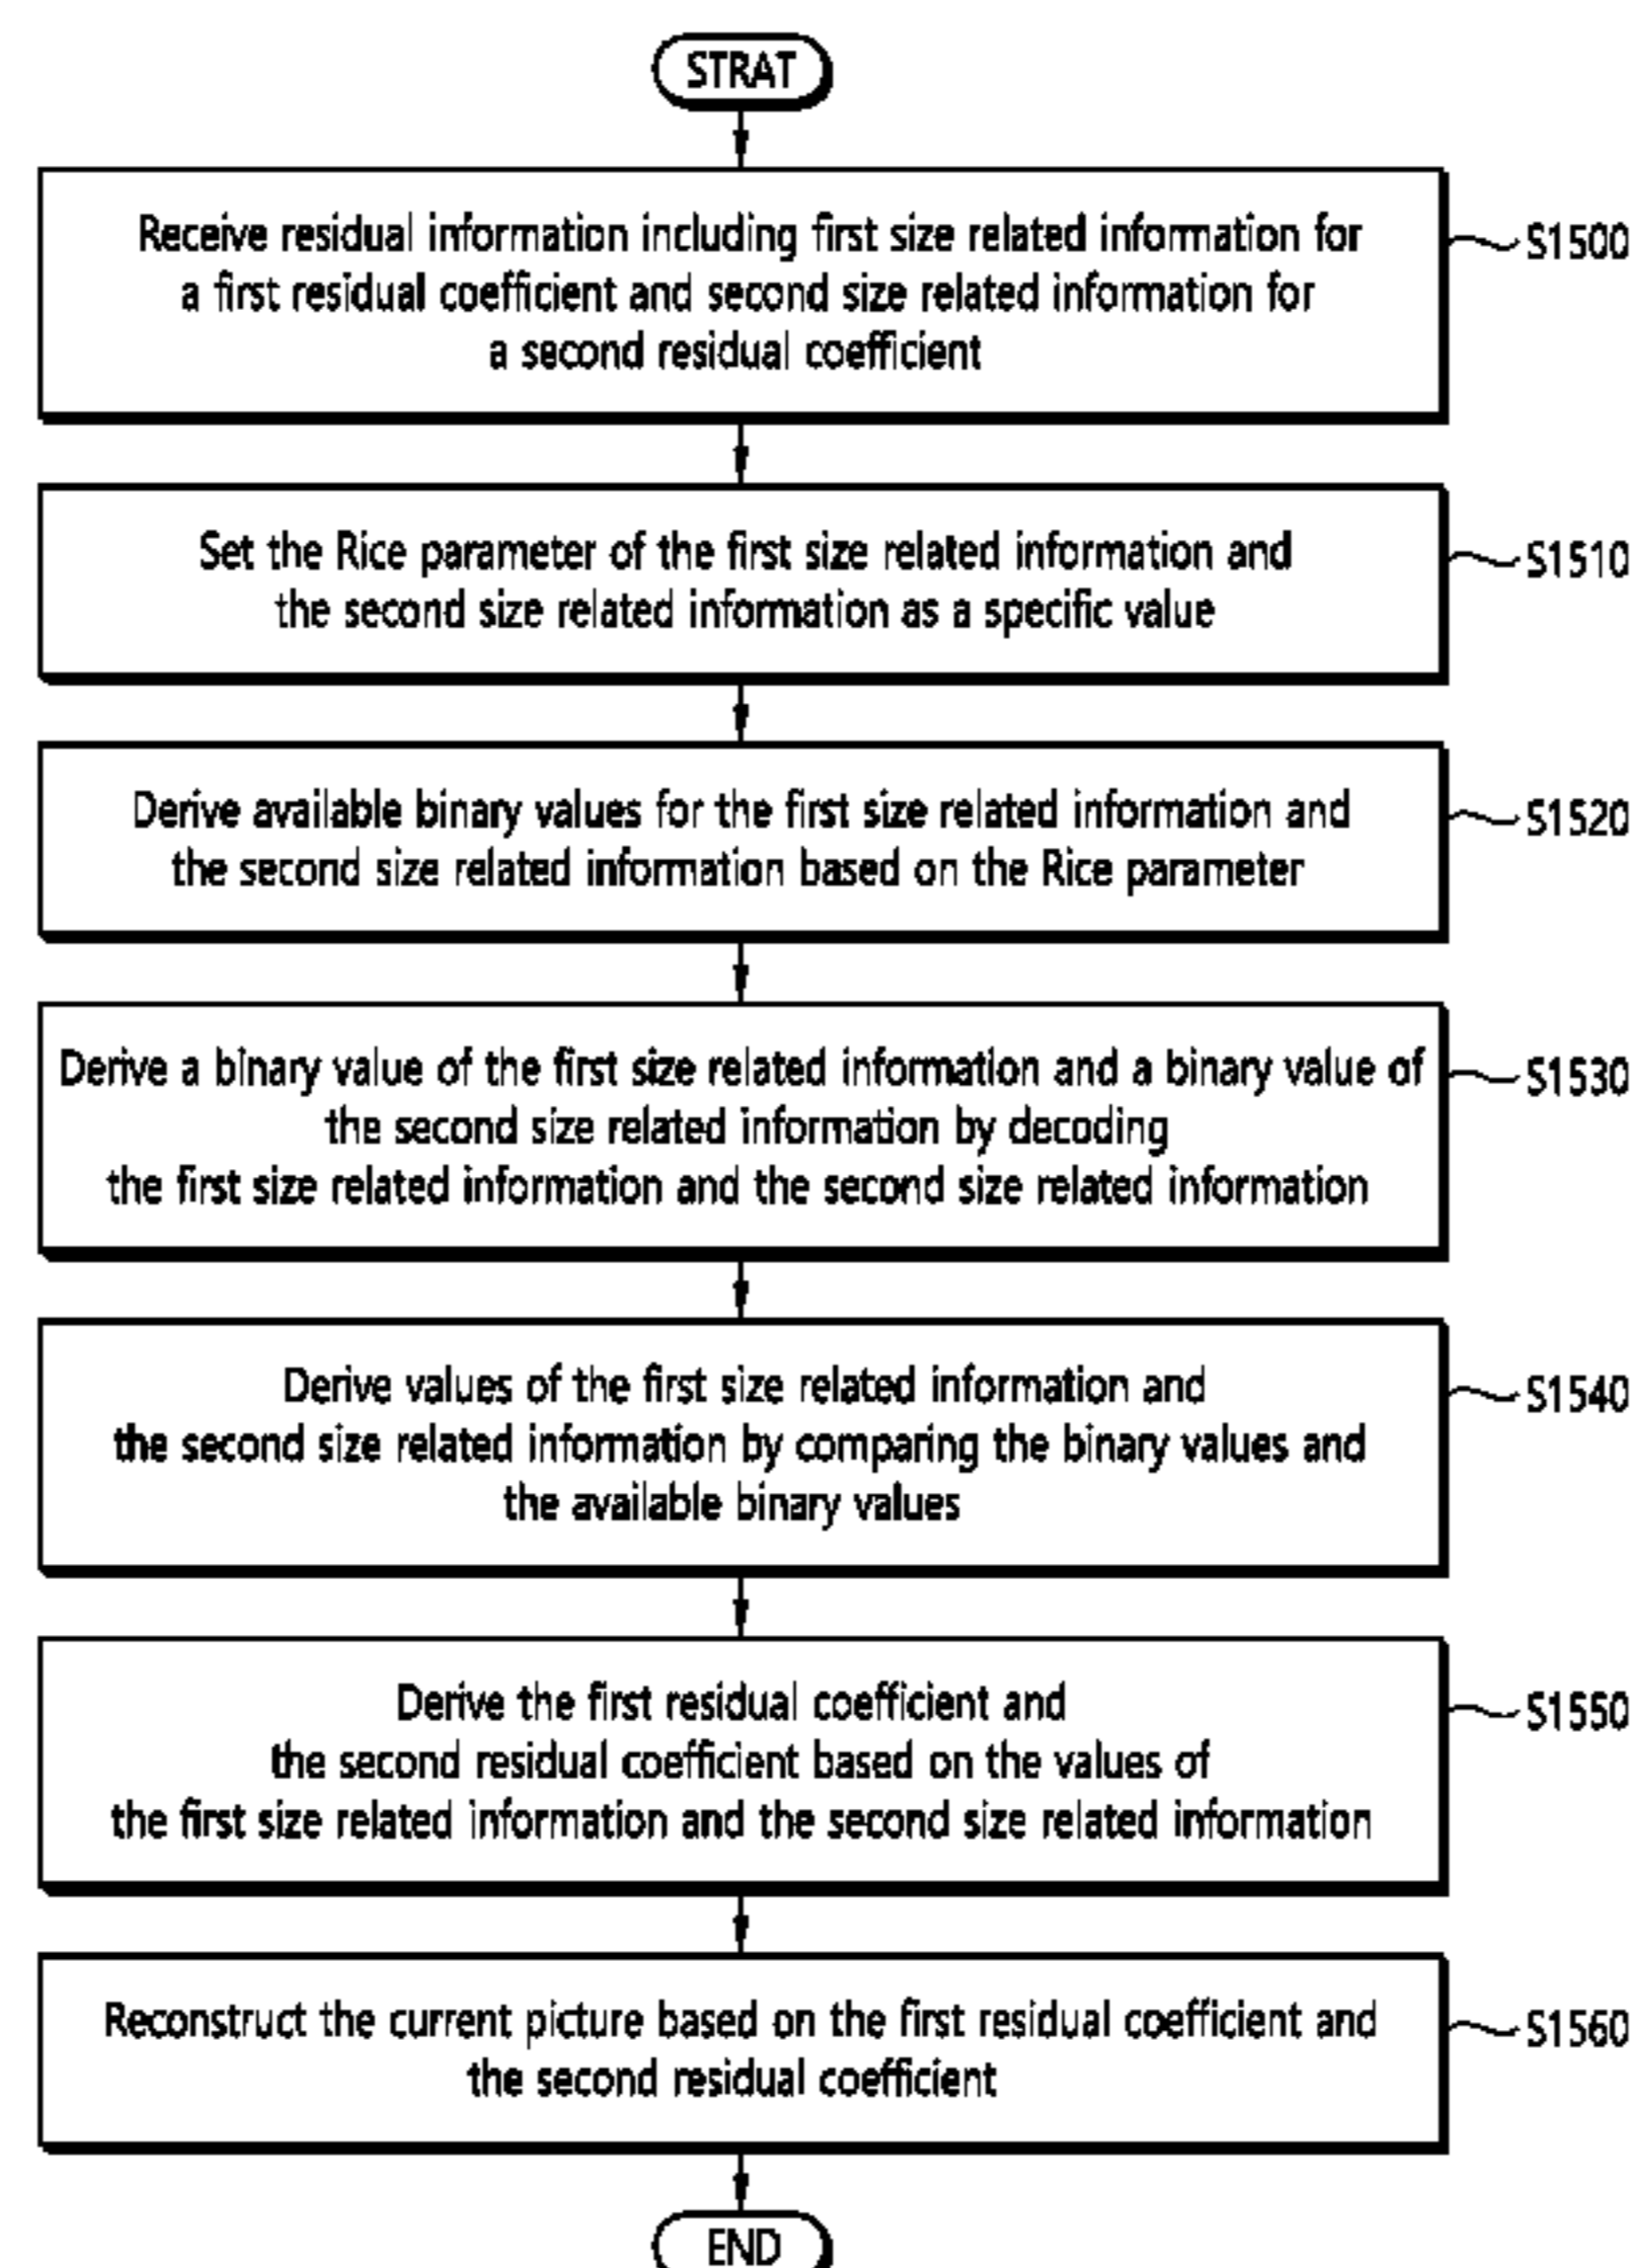 STRAT
Receive residual information including first size related information for
a first residual coefficient and second size related information for
a second residual coefficient
S1500
Set the Rice parameter of the first size related information and
the second size related information as a specific value
S1510
Derive available binary values for the first size related information and
the second size related information based on the Rice parameter
S1520
Derive a binary value of the first size related information and a binary value of
the second size related information by decoding
the first size related information and the second size related information
S1530
Derive values of the first size related information and
the second size related information by comparing the binary values and
the available binary values
S1540
Derive the first residual coefficient and
the second residual coefficient based on the values of
the first size related information and the second size related information
S1550
Reconstruct the current picture based on the first residual coefficient and
the second residual coefficient
S1560
END